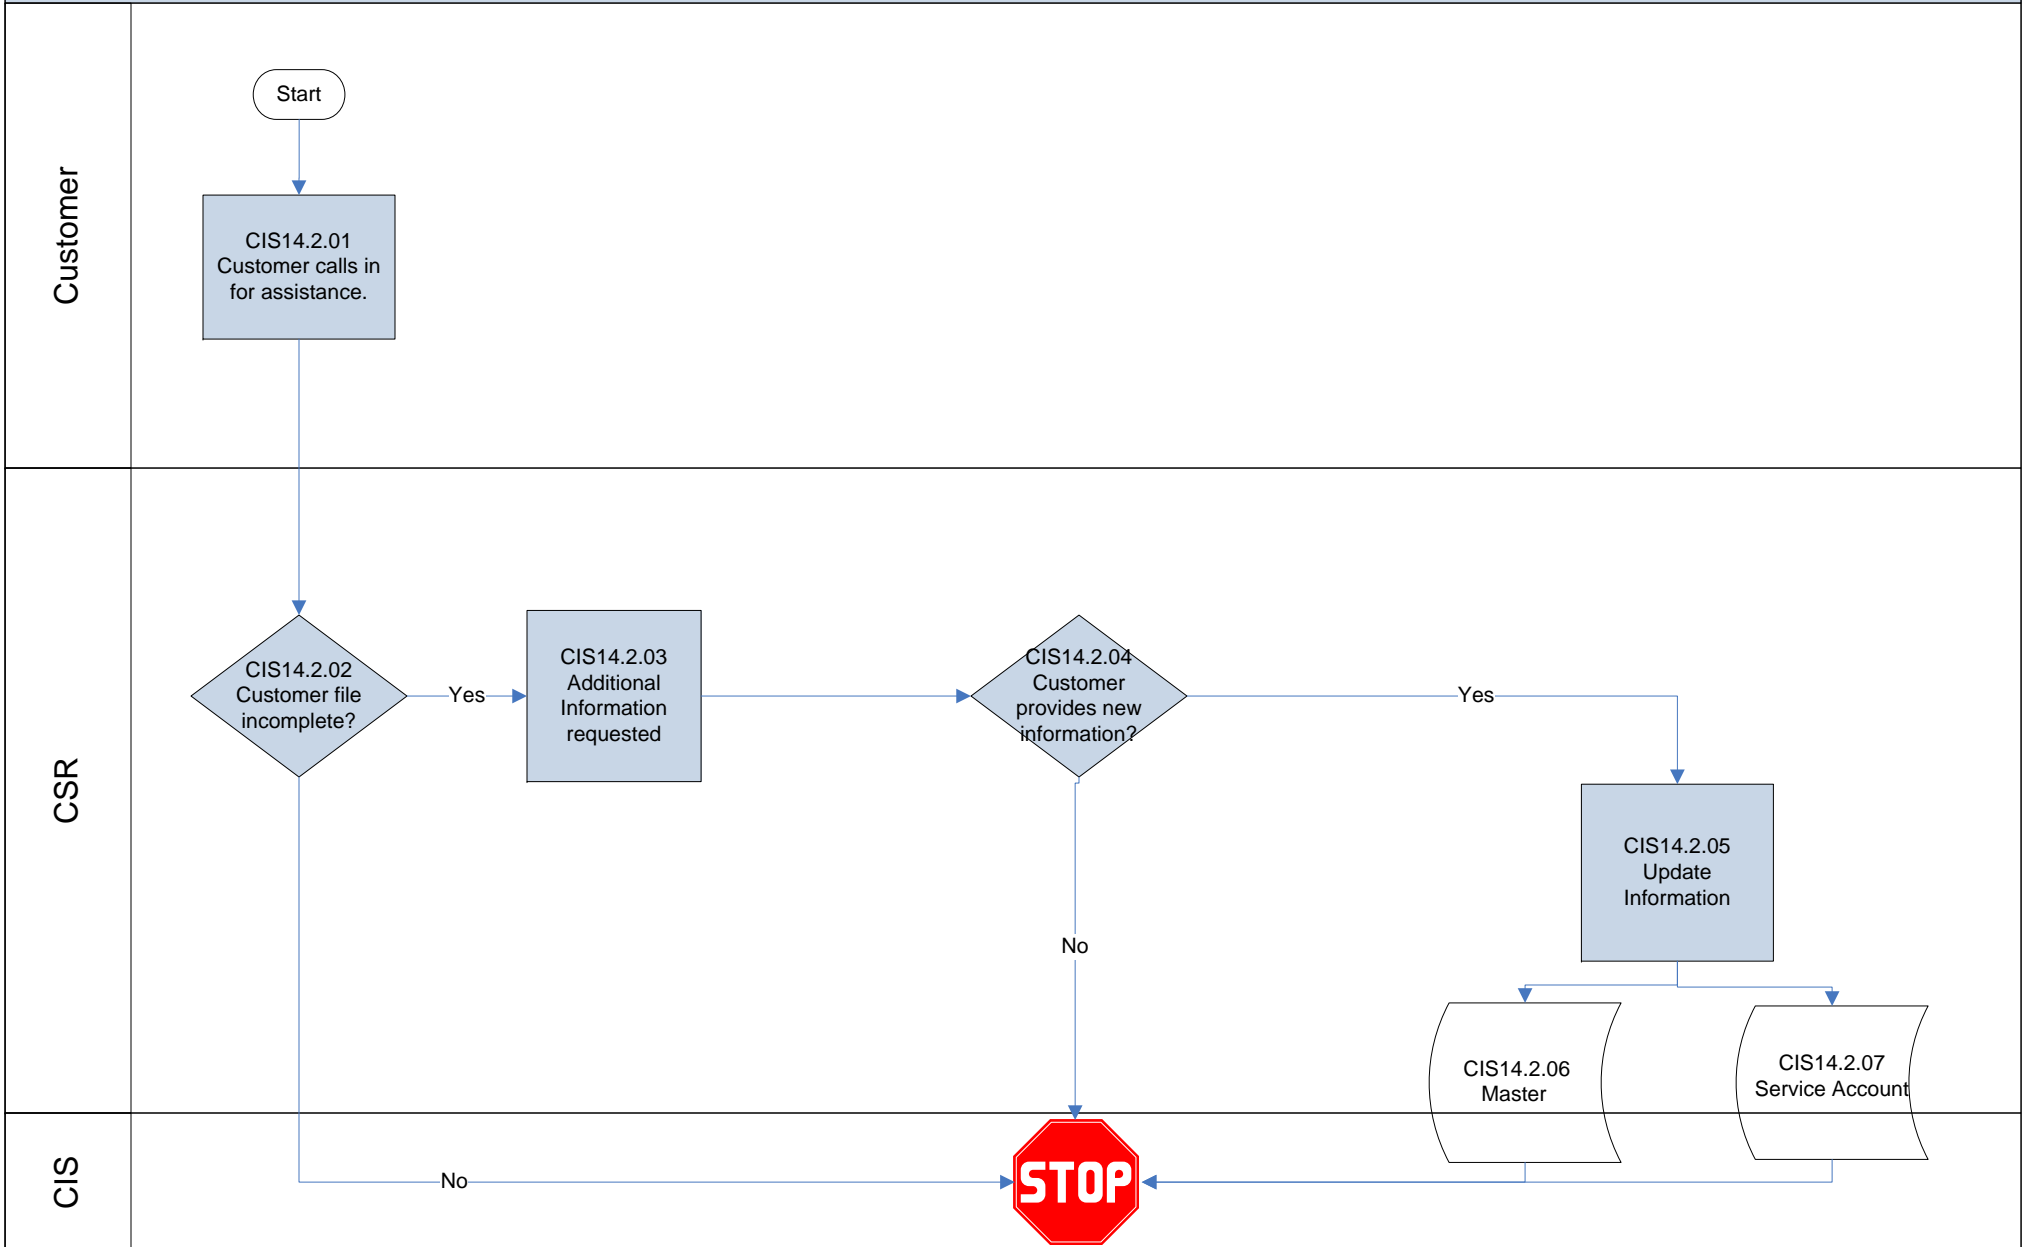 Customer
Start
CIS14.2.01
Customer calls in
for assistance.
CSR
CIS14.2.02
Customer file
incomplete?
Yes
CIS14.2.03
Additional
Information
requested
CIS14.2.04
Customer
provides new
information?
Yes
CIS14.2.05
Update
Information
No
CIS14.2.06
Master
CIS14.2.07
Service Account
CIS
No
STOP